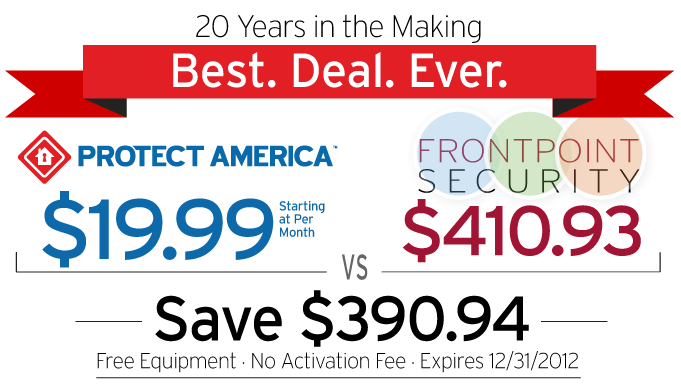 20 Years in the Making
Best. Deal. Ever.
PROTECT AMERICA™
$19.99
Starting
at Per
Month
FRONTPOINT
SECURITY
$410.93
VS
Save $390.94
Free Equipment · No Activation Fee · Expires 12/31/2012